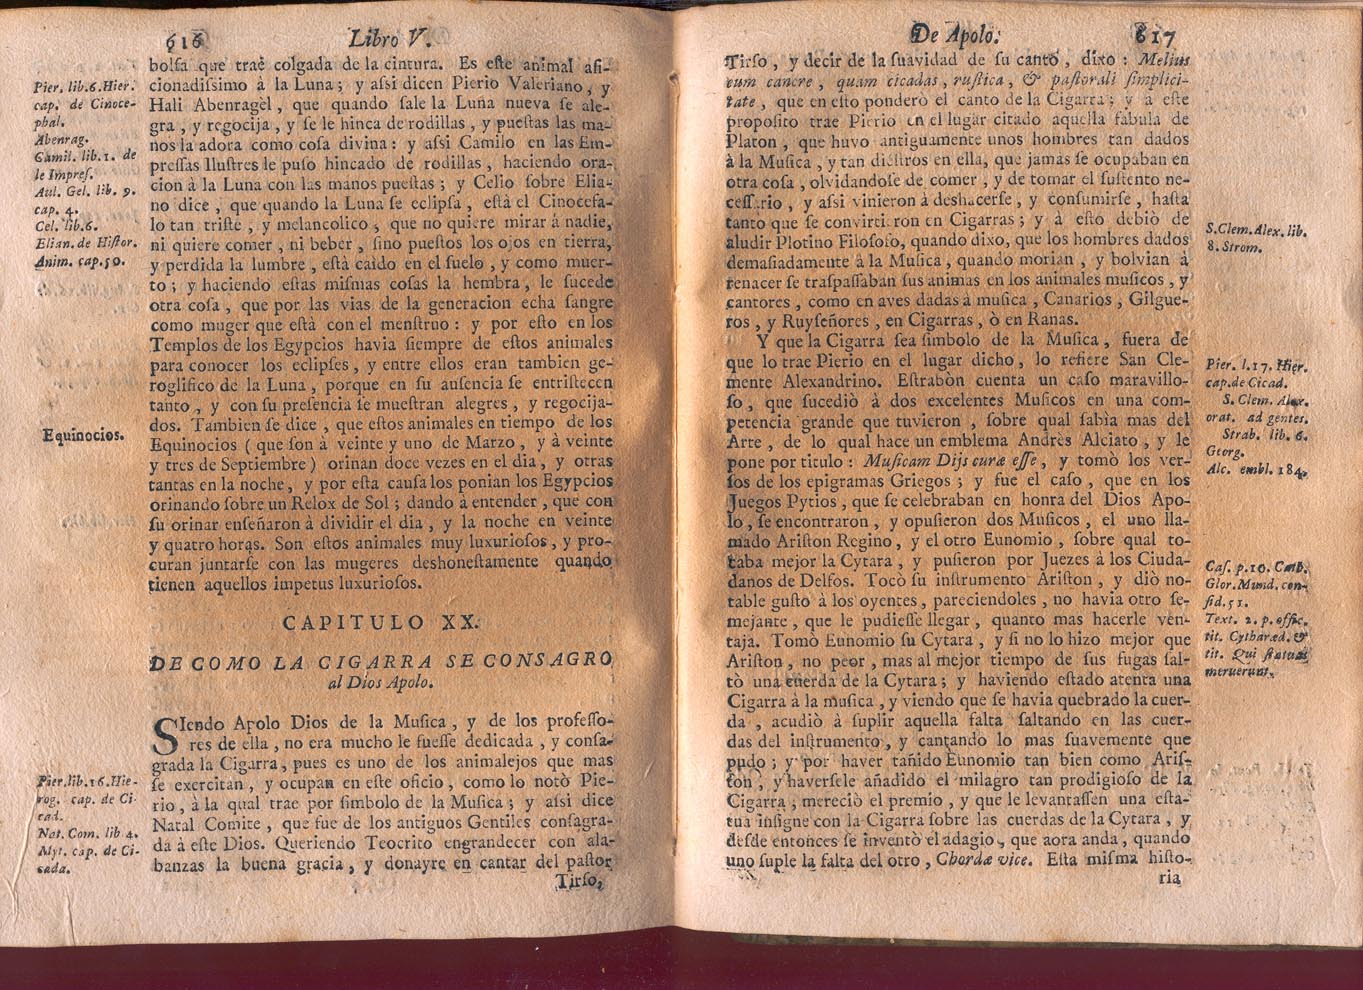 616 Libro V.
bolsa que traè colgada de la cintura. Es este animal afi-
cionadissimo à la Luna; y assi dicen Pierio Valeriano, y
Hali Abenragèl, que quando sale la Luna nueva se ale-
gra, y regocija, y se le hinca de rodillas, y puestas las ma-
nos la adora como cosa divina: y assi Camilo en las Em-
pressas Ilustres le puso hincado de rodillas, haciendo ora-
cion à la Luna con las manos puestas; y Celio sobre Elia-
no dice, que quando la Luna se eclipsa, està el Cinocefa-
lo tan triste, y melancolico, que no quiere mirar à nadie,
ni quiere comer, ni beber, sino puestos los ojos en tierra,
y perdida la lumbre, està caìdo en el suelo, y como muer-
to; y haciendo estas mismas cosas la hembra, le sucede
otra cosa, que por las vias de la generacion echa sangre
como muger que està con el menstruo: y por esto en los
Templos de los Egypcios havia siempre de estos animales
para conocer los eclipses, y entre ellos eran tambien ge-
roglifico de la Luna, porque en su ausencia se entristecen
tanto, y con su presencia se muestran alegres, y regocija-
dos. Tambien se dice, que estos animales en tiempo de los
Equinocios (que son à veinte y uno de Marzo, y à veinte
y tres de Septiembre) orinan doce vezes en el dia, y otras
tantas en la noche, y por esta causa los ponian los Egypcios
orinando sobre un Relox de Sol; dando à entender, que con
su orinar enseñaron à dividir el dia, y la noche en veinte
y quatro horas. Son estos animales muy luxuriosos, y pro-
curan juntarse con las mugeres deshonestamente quando
tienen aquellos impetus luxuriosos.
CAPITULO XX.
DE COMO LA CIGARRA SE CONSAGRO
al Dios Apolo.
SIendo Apolo Dios de la Musica, y de los professo-
res de ella, no era mucho le fuesse dedicada, y consa-
grada la Cigarra, pues es uno de los animalejos que mas
se exercitan, y ocupan en este oficio, como lo notò Pie-
rio, à la qual trae por simbolo de la Musica; y assi dice
Natal Comite, que fue de los antiguos Gentiles consagra-
da à este Dios. Queriendo Teocrito engrandecer con ala-
banzas la buena gracia, y donayre en cantar del pastor
Tirso,
Pier. lib. 6. Hier.
cap. de Cinoce-
phal.
Abenrag.
Camil. lib. 1. de
le Impres.
Aul. Gel. lib. 9.
cap. 4.
Cel. lib. 6.
Elian. de Histor.
Anim. cap. 50.
Equinocios.
Pier. lib. 16. Hie-
rog. cap. de Ci-
cad.
Nat. Com. lib 4.
Myt. cap. de Ci-
cada.
De Apolo. 617
Tirso, y decir de la suavidad de su canto, dixo: Melius
eum canere, quam cicadas, rustica, & pastorali simplici-
tate, que en esto ponderò el canto de la Cigarra; y à este
proposito trae Pierio en el lugar citado aquella fabula de
Platon, que huvo antiguamente unos hombres tan dados
à la Musica, y tan diestros en ella, que jamas se ocupaban en
otra cosa, olvidandose de comer, y de tomar el sustento ne-
cessario, y assi vinieron à deshacerse, y consumirse, hasta
tanto que se convirtieron en Cigarras; y à esto debiò de
aludir Plotino Filosofo, quando dixo, que los hombres dados
demasiadamente à la Musica, quando morian, y bolvian à
renacer se traspassaban sus animas en los animales musicos, y
cantores, como en aves dadas à musica, Canarios, Gilgue-
ros, y Ruyseñores, en Cigarras, ò en Ranas.
Y que la Cigarra sea simbolo de la Musica, fuera de
que lo trae Pierio en el lugar dicho, lo refiere San Cle-
mente Alexandrino. Estrabòn cuenta un caso maravillo-
so, que sucediò à dos excelentes Musicos en una com-
petencia grande que tuvieron, sobre qual sabìa mas del
Arte, de lo qual hace un emblema Andrès Alciato, y le
pone por titulo: Musicam Dijs curæ esse, y tomò los ver-
sos de los epigramas Griegos; y fue el caso, que en los
Juegos Pytios, que se celebraban en honra del Dios Apo-
lo, se encontraron, y opusieron dos Musicos, el uno lla-
mado Ariston Regino, y el otro Eunomio, sobre qual to-
taba mejor la Cytara, y pusieron por Juezes à los Ciuda-
danos de Delfos. Tocò su instrumento Ariston, y diò no-
table gusto à los oyentes, pareciendoles, no havia otro se-
mejante, que le pudiesse llegar, quanto mas hacerle ven-
taja. Tomò Eunomio su Cytara, y si no lo hizo mejor que
Ariston, no peor, mas al mejor tiempo de sus fugas sal-
tò una cuerda de la Cytara; y haviendo estado atenta una
Cigarra à la musica, y viendo que se havia quebrado la cuer-
da, acudiò à suplir aquella falta saltando en las cuer-
das del instrumento, y cantando lo mas suavemente que
pudo; y por haver tañido Eunomio tan bien como Aris-
ton, y haversele añadido el milagro tan prodigioso de la
Cigarra, mereciò el premio, y que le levantassen una esta-
tua insigne con la Cigarra sobre las cuerdas de la Cytara, y
desde entonces se inventò el adagio, que aora anda, quando
uno suple la falta del otro, Chordæ vice. Esta misma histo-
ria
S. Clem. Alex. lib.
8. Strom.
Pier. l. 17. Hier.
cap. de Cicad.
S. Clem. Alex.
orat. ad gentes.
Strab. lib. 6.
Georg.
Alc. embl. 184.
Cas. p. 10. Cath.
Glor. Mund. con-
sid. 51.
Text. 2. p. offic.
tit. Cytharæd. &
tit. Qui statuas
meruerunt.